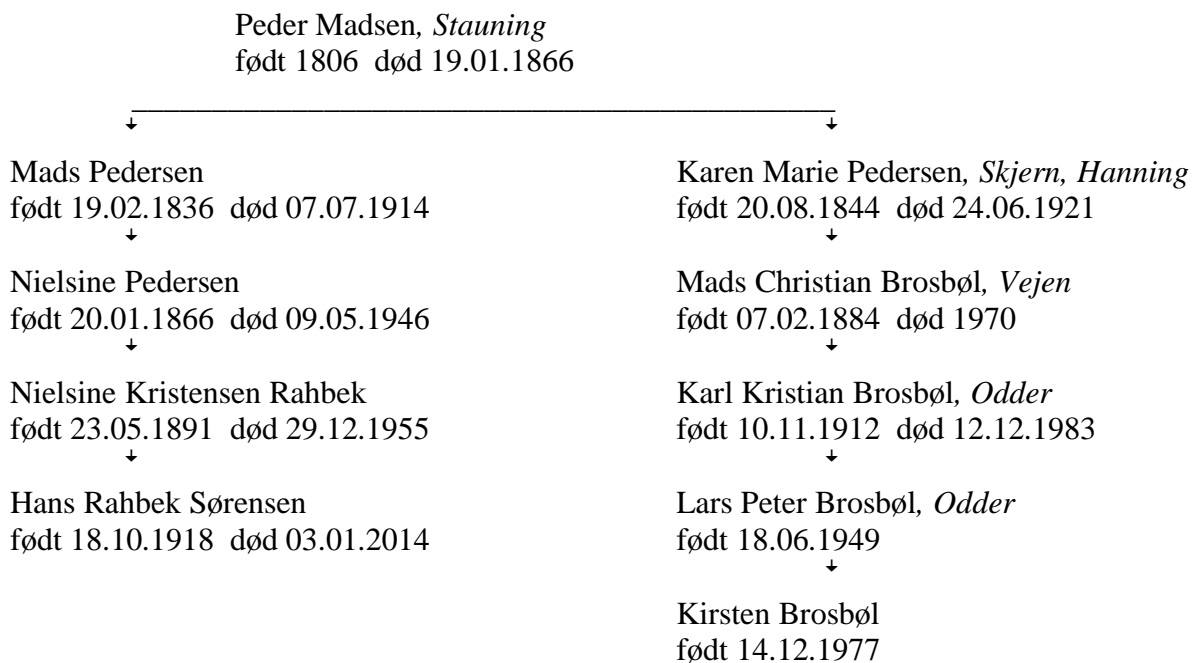 Peder Madsen, Stauning
født 1806 død 19.01.1866
Mads Pedersen
født 19.02.1836 død 07.07.1914
Nielsine Pedersen
født 20.01.1866 død 09.05.1946
Nielsine Kristensen Rahbek
født 23.05.1891 død 29.12.1955
Hans Rahbek Sørensen
født 18.10.1918 død 03.01.2014
Karen Marie Pedersen, Skjern, Hanning
født 20.08.1844 død 24.06.1921
Mads Christian Brosbøl, Vejen
født 07.02.1884 død 1970
Karl Kristian Brosbøl, Odder
født 10.11.1912 død 12.12.1983
Lars Peter Brosbøl, Odder
født 18.06.1949
Kirsten Brosbøl
født 14.12.1977